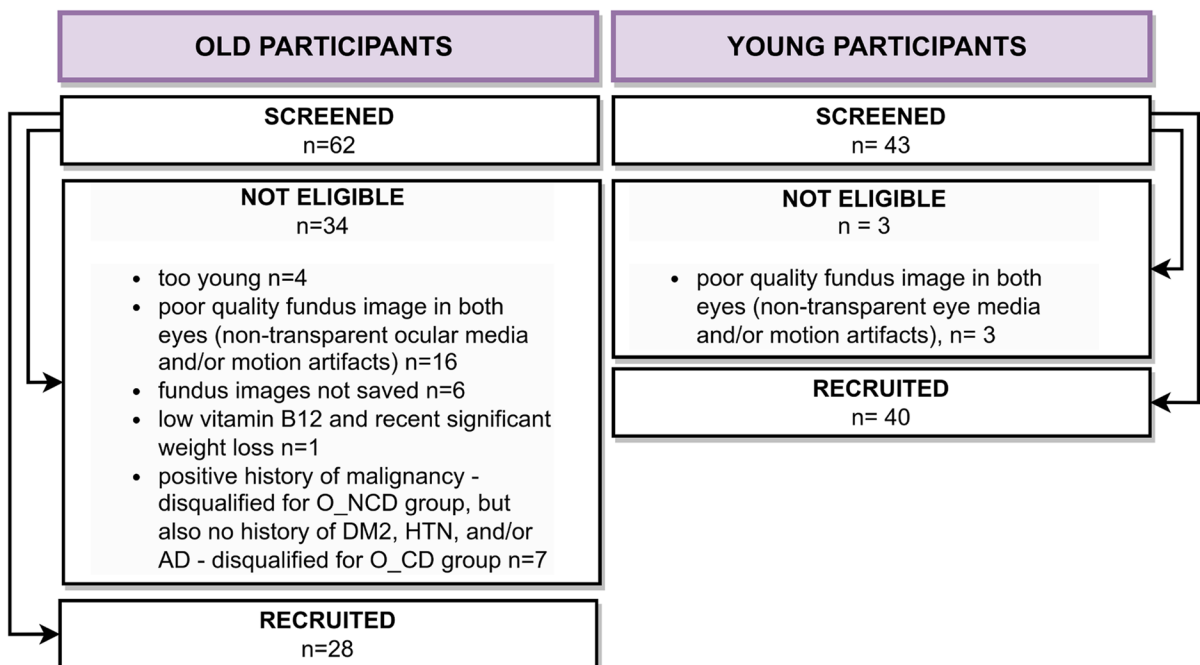 OLD PARTICIPANTS
SCREENED
n=62
NOT ELIGIBLE
n=34
• too young n=4
• poor quality fundus image in both
eyes (non-transparent ocular media
and/or motion artifacts) n=16
• fundus images not saved n=6
• low vitamin B12 and recent significant
weight loss n=1
• positive history of malignancy -
disqualified for O_NCD group, but
also no history of DM2, HTN, and/or
AD - disqualified for O_CD group n=7
RECRUITED
n=28
YOUNG PARTICIPANTS
SCREENED
n= 43
NOT ELIGIBLE
n = 3
• poor quality fundus image in both
eyes (non-transparent eye media
and/or motion artifacts), n= 3
RECRUITED
n= 40